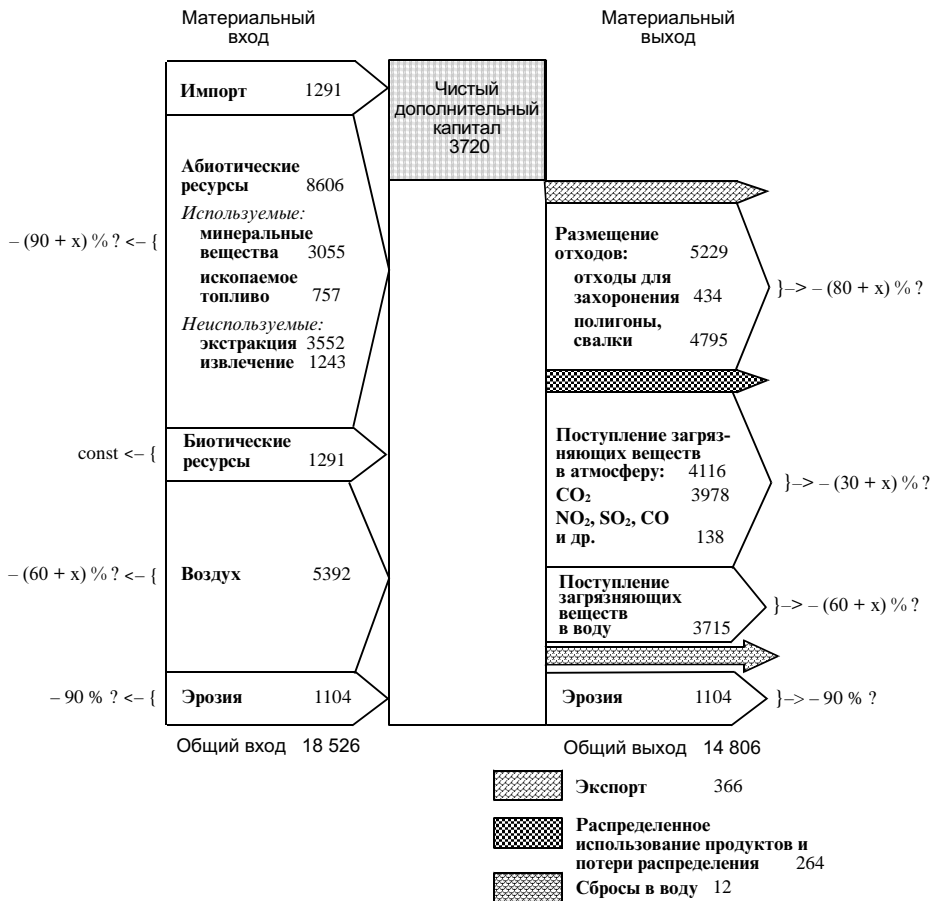 Материальный
вход
Материальный
выход
Импорт 1291
Чистый
дополнительный
капитал
3720
Абиотические
ресурсы 8606
Используемые:
минеральные
вещества 3055
ископаемое
топливо 757
Неиспользуемые:
экстракция 3552
извлечение 1243
– (90 + x) % ? <– {
Размещение
отходов: 5229
отходы для
захоронения 434
полигоны,
свалки 4795
}–> – (80 + x) % ?
const <– {
Биотические
ресурсы 1291
Поступление загряз-
няющих веществ
в атмосферу: 4116
CO₂ 3978
NO₂, SO₂, CO
и др. 138
}–> – (30 + x) % ?
– (60 + x) % ? <– {
Воздух 5392
Поступление
загрязняющих
веществ
в воду 3715
}–> – (60 + x) % ?
– 90 % ? <– {
Эрозия 1104
Эрозия 1104
}–> – 90 % ?
Общий вход 18 526
Общий выход 14 806
Экспорт 366
Распределенное
использование продуктов и
потери распределения 264
Сбросы в воду 12